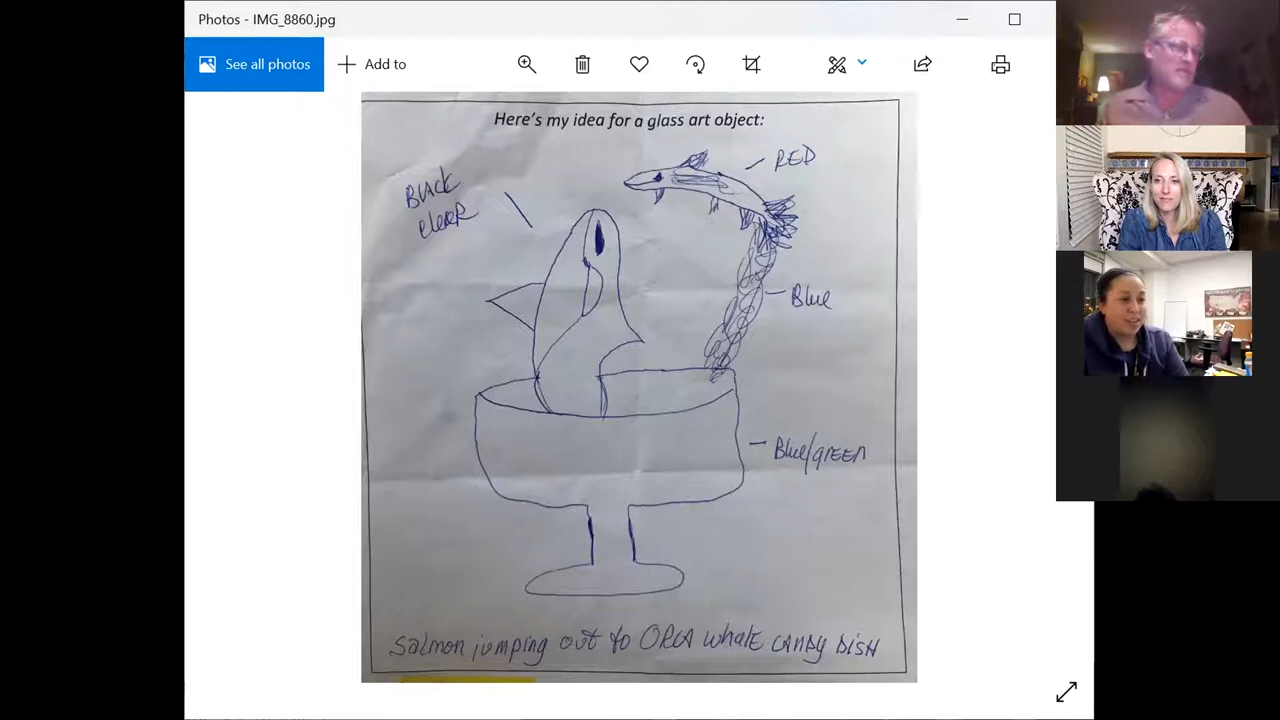 Photos - IMG_8860.jpg
See all photos
Add to
Here's my idea for a glass art object:
RED
Black
clear
Blue
Blue/GREEN
Salmon jumping out to ORCA whale CANDY DISH